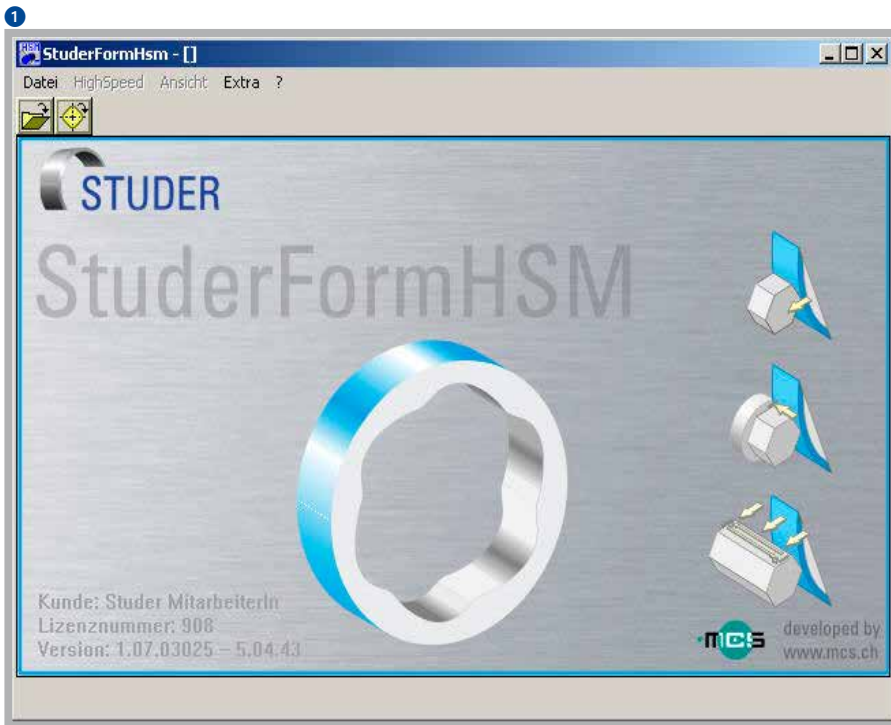 1
StuderFormHsm - []
Datei HighSpeed Ansicht Extra ?
STUDER
StuderFormHSM
Kunde: Studer MitarbeiterIn
Lizenznummer: 908
Version: 1.07.03025 – 5.04.43
mcs
developed by
www.mcs.ch